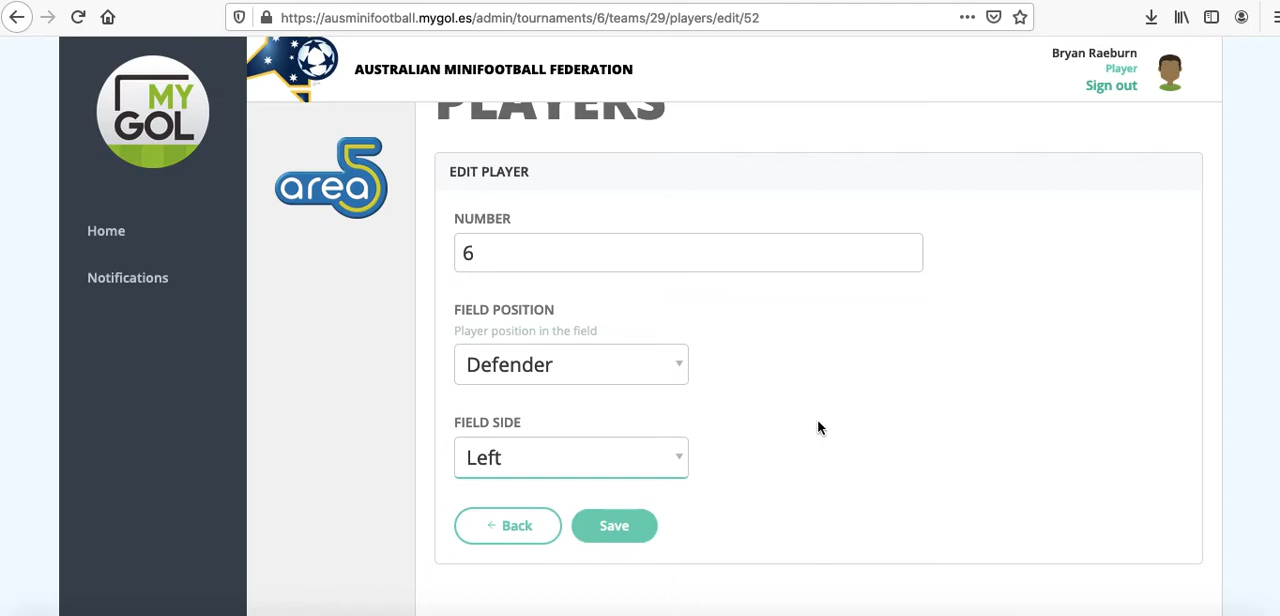 https://ausminifootball.mygol.es/admin/tournaments/6/teams/29/players/edit/52
MY
GOL
AUSTRALIAN MINIFOOTBALL FEDERATION
Bryan Raeburn
Player
Sign out
Home
Notifications
area5
PLAYERS
EDIT PLAYER
NUMBER
6
FIELD POSITION
Player position in the field
Defender
FIELD SIDE
Left
← Back
Save